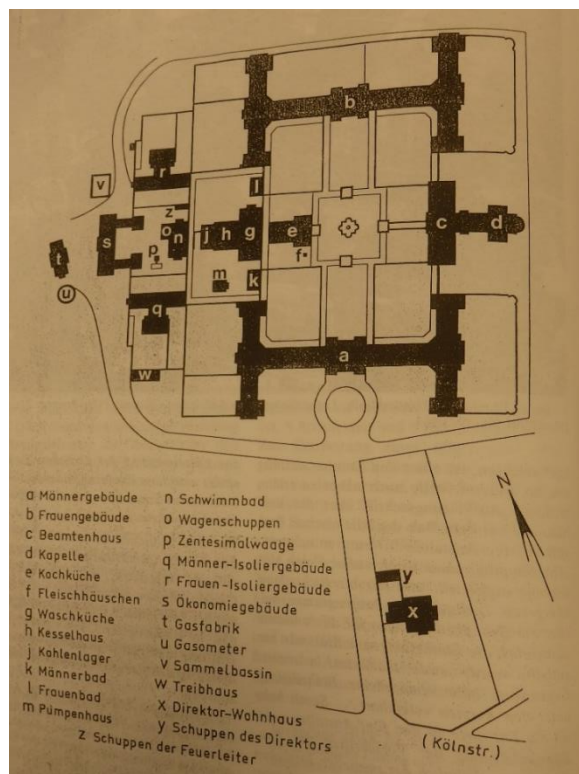 b
r
v
l
z
o
n
j
h
g
e
c
d
s
p
f
t
m
k
u
q
a
w
N
a Männergebäude
b Frauengebäude
c Beamtenhaus
d Kapelle
e Kochküche
f Fleischhäuschen
g Waschküche
h Kesselhaus
j Kohlenlager
k Männerbad
l Frauenbad
m Pumpenhaus
n Schwimmbad
o Wagenschuppen
p Zentesimalwaage
q Männer-Isoliergebäude
r Frauen-Isoliergebäude
s Ökonomiegebäude
t Gasfabrik
u Gasometer
v Sammelbassin
w Treibhaus
x Direktor-Wohnhaus
y Schuppen des Direktors
z Schuppen der Feuerleiter
y
x
(Kölnstr.)